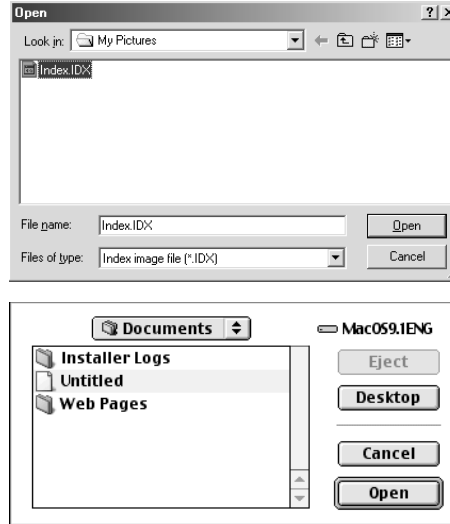 Open
Look in: My Pictures
Index.IDX
File name: Index.IDX Open
Files of type: Index image file (*.IDX) Cancel
Documents MacOS9.1ENG
Installer Logs Eject
Untitled
Web Pages Desktop
Cancel
Open